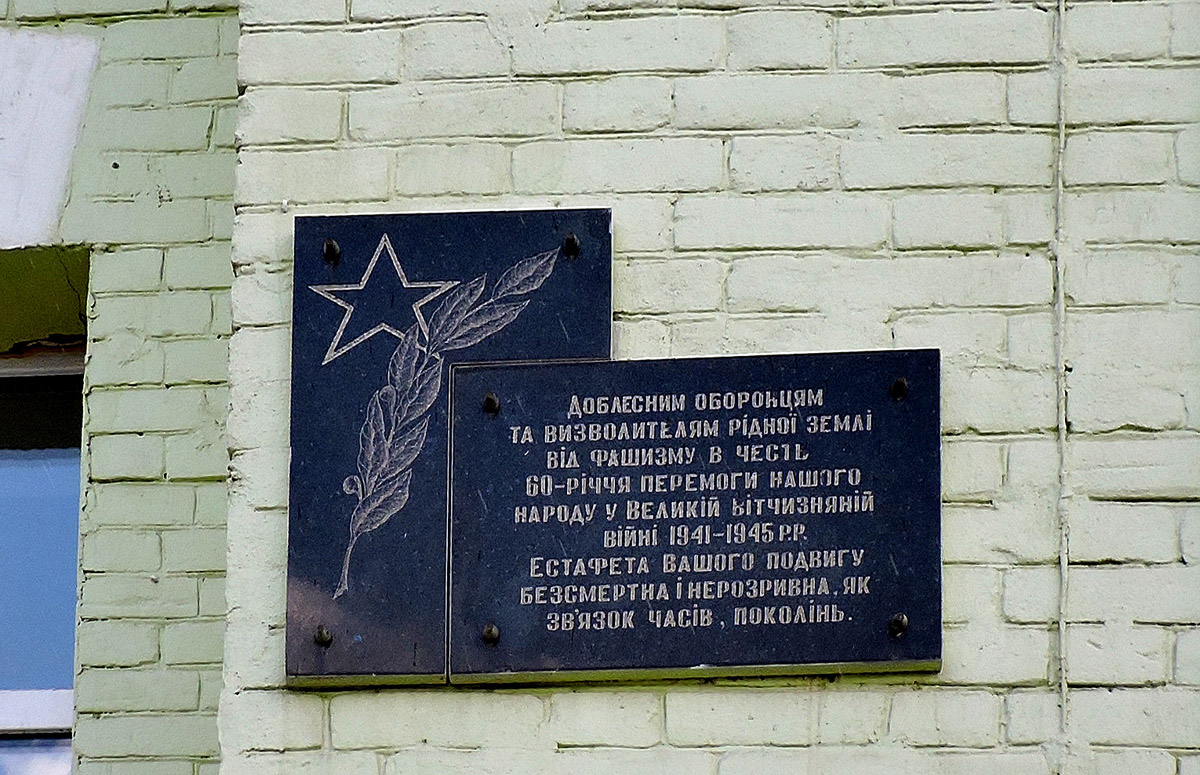 Доблесним оборонцям
та визволителям рідної землі
від фашизму в честь
60-річчя перемоги нашого
народу у Великій Вітчизняній
війні 1941-1945 р.р.
Естафета Вашого подвигу
безсмертна і нерозривна, як
зв'язок часів, поколінь.